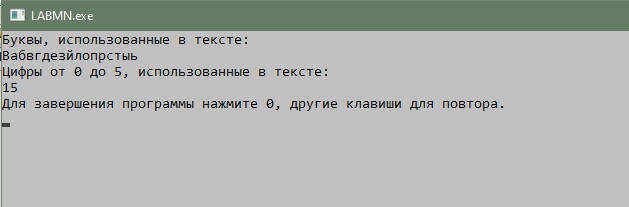 LABMN.exe
Буквы, использованные в тексте:
Вабвгдезйлопрстыь
Цифры от 0 до 5, использованные в тексте:
15
Для завершения программы нажмите 0, другие клавиши для повтора.